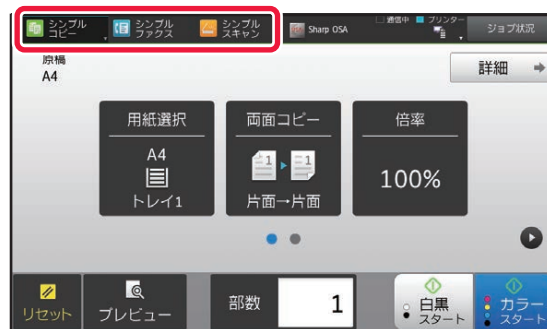 シンプル
コピー
シンプル
ファクス
シンプル
スキャン
Sharp OSA
通信中
プリンター
ジョブ状況
原稿
A4
詳細
用紙選択
A4
トレイ1
両面コピー
1
1
片面→片面
倍率
100%
リセット
プレビュー
部数
1
白黒
スタート
カラー
スタート